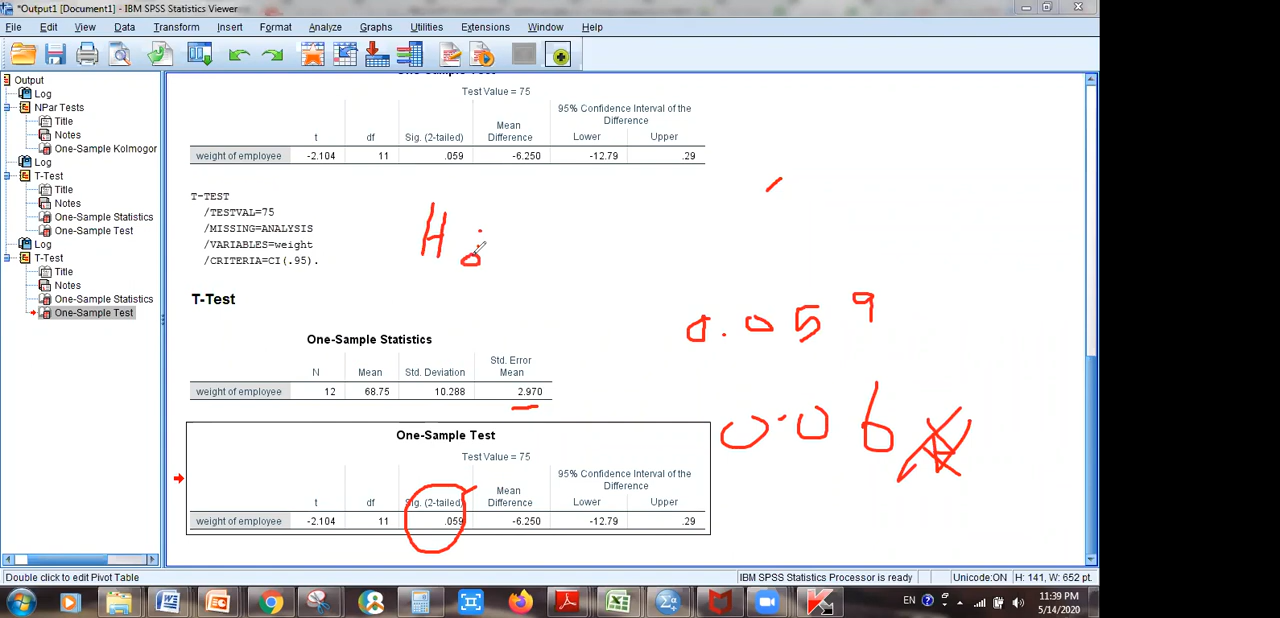 *Output1 [Document1] - IBM SPSS Statistics Viewer
File Edit View Data Transform Insert Format Analyze Graphs Utilities Extensions Window Help
Output
Log
NPar Tests
Title
Notes
One-Sample Kolmogor
Log
T-Test
Title
Notes
One-Sample Statistics
One-Sample Test
Log
T-Test
Title
Notes
One-Sample Statistics
One-Sample Test
One-Sample Test
Test Value = 75
95% Confidence Interval of the
Difference
t df Sig. (2-tailed) Mean Difference Lower Upper
weight of employee -2.104 11 .059 -6.250 -12.79 .29
T-TEST
/TESTVAL=75
/MISSING=ANALYSIS
/VARIABLES=weight
/CRITERIA=CI(.95).
H0:
T-Test
0.059
One-Sample Statistics
N Mean Std. Deviation Std. Error Mean
weight of employee 12 68.75 10.288 2.970
0.06
One-Sample Test
Test Value = 75
95% Confidence Interval of the
Difference
t df Sig. (2-tailed) Mean Difference Lower Upper
weight of employee -2.104 11 .059 -6.250 -12.79 .29
Double click to edit Pivot Table IBM SPSS Statistics Processor is ready Unicode:ON H: 141, W: 652 pt.
EN 11:39 PM
5/14/2020